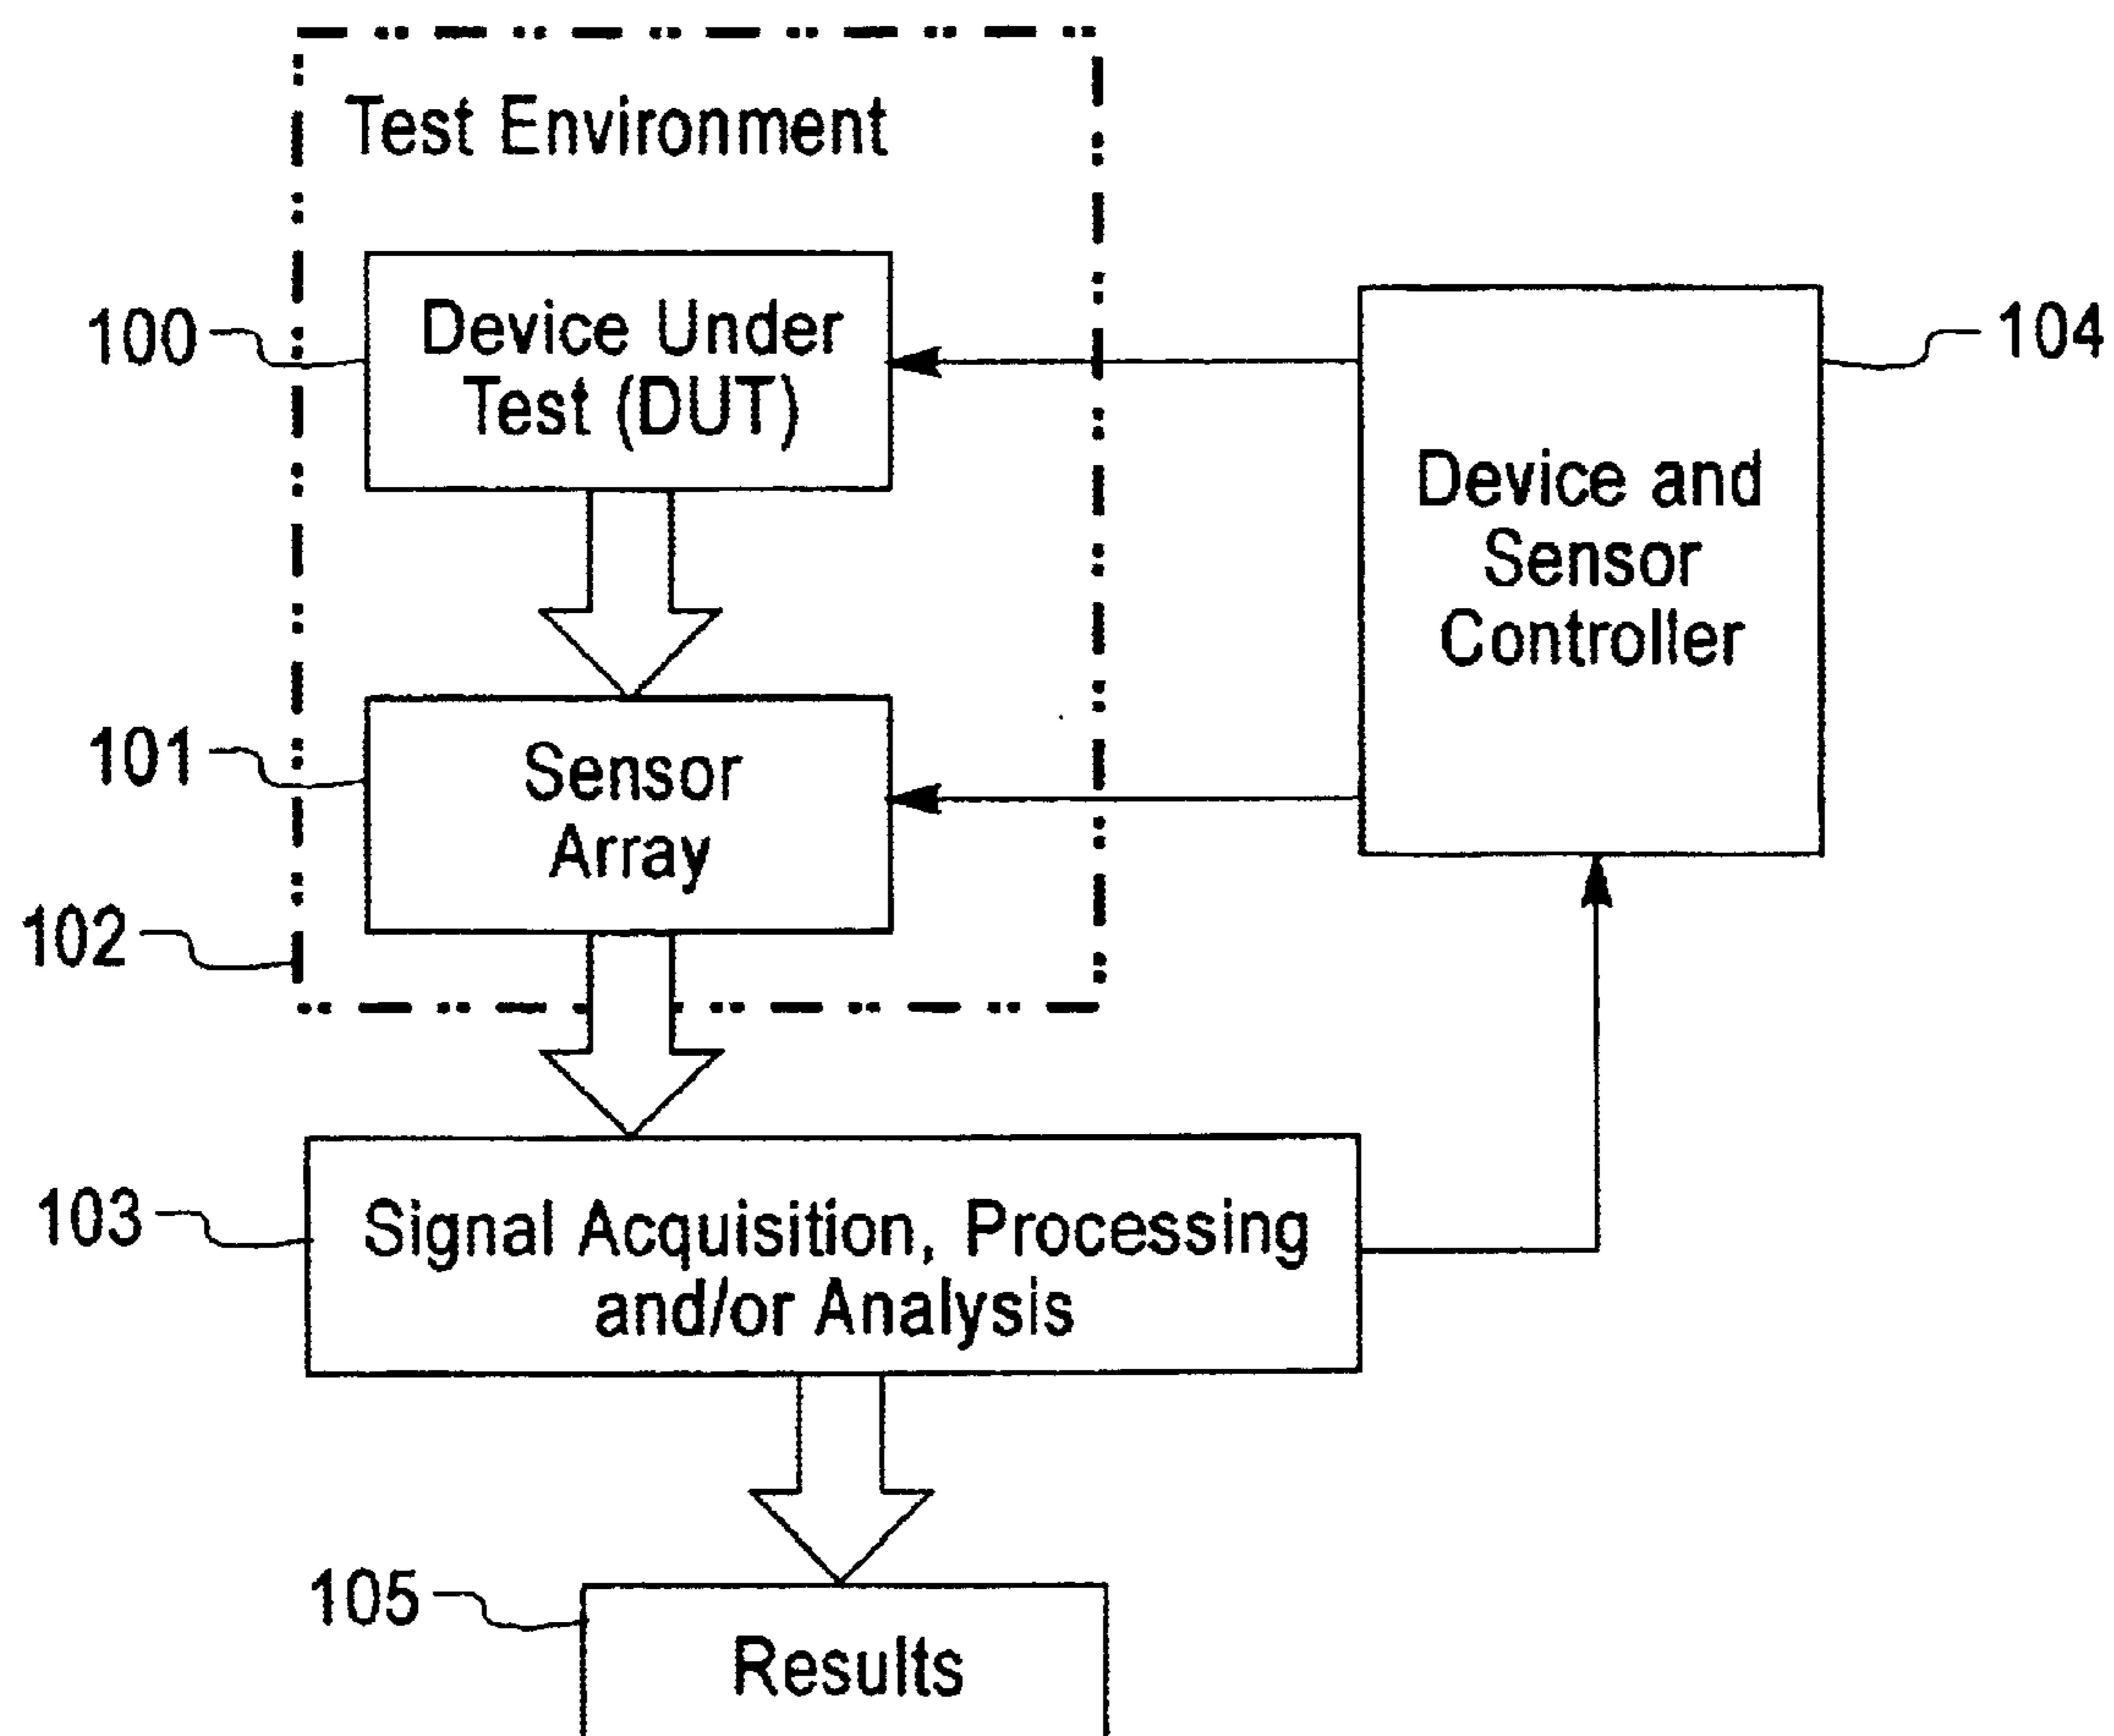 Test Environment
100
Device Under
Test (DUT)
104
Device and
Sensor
Controller
101
Sensor
Array
102
103
Signal Acquisition, Processing
and/or Analysis
105
Results